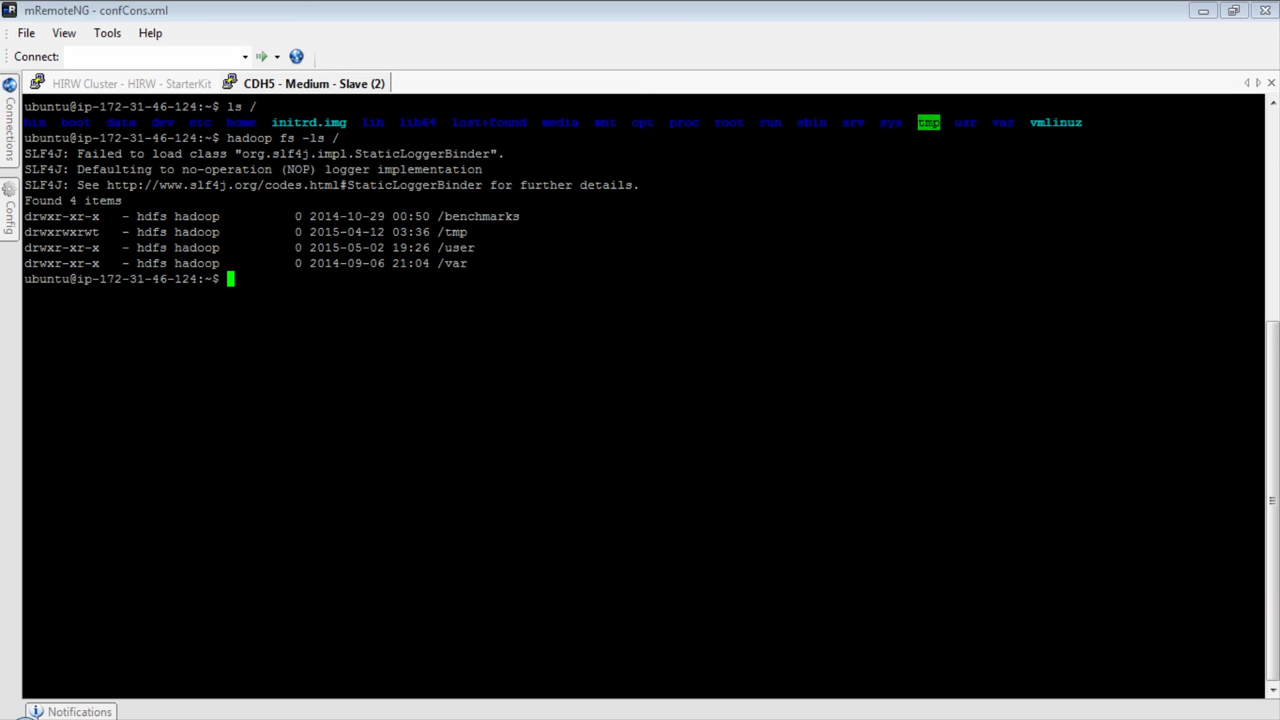 mRemoteNG - confCons.xml
File View Tools Help
Connect:
HIRW Cluster - HIRW - StarterKit CDH5 - Medium - Slave (2)
Connections
Config
ubuntu@ip-172-31-46-124:~$ ls /
bin boot data dev etc home initrd.img lib lib64 lost+found media mnt opt proc root run sbin srv sys tmp usr var vmlinuz
ubuntu@ip-172-31-46-124:~$ hadoop fs -ls /
SLF4J: Failed to load class "org.slf4j.impl.StaticLoggerBinder".
SLF4J: Defaulting to no-operation (NOP) logger implementation
SLF4J: See http://www.slf4j.org/codes.html#StaticLoggerBinder for further details.
Found 4 items
drwxr-xr-x - hdfs hadoop 0 2014-10-29 00:50 /benchmarks
drwxrwxrwt - hdfs hadoop 0 2015-04-12 03:36 /tmp
drwxr-xr-x - hdfs hadoop 0 2015-05-02 19:26 /user
drwxr-xr-x - hdfs hadoop 0 2014-09-06 21:04 /var
ubuntu@ip-172-31-46-124:~$
Notifications